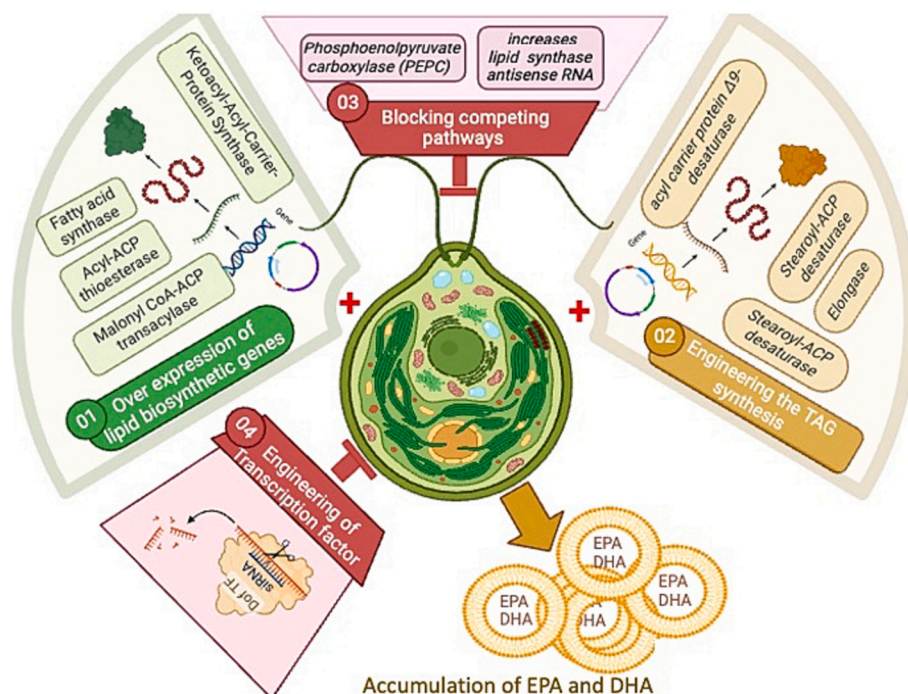 Phosphoenolpyruvate
carboxylase (PEPC)
increases
lipid synthase
antisense RNA
03
Blocking competing
pathways
Ketoacyl-Acyl-Carrier-
Protein Synthase
Fatty acid
synthase
Acyl-ACP
thioesterase
Malonyl CoA-ACP
transacylase
Gene
01
Over expression of
lipid biosynthetic genes
+
acyl carrier protein Δ9-
desaturase
Gene
Stearoyl-ACP
desaturase
Elongase
Stearoyl-ACP
desaturase
02
Engineering the TAG
synthesis
+
04
Engineering of
Transcription factor
siRNA
Dof TF
EPA
DHA
EPA
DHA
EPA
DHA
DHA
Accumulation of EPA and DHA